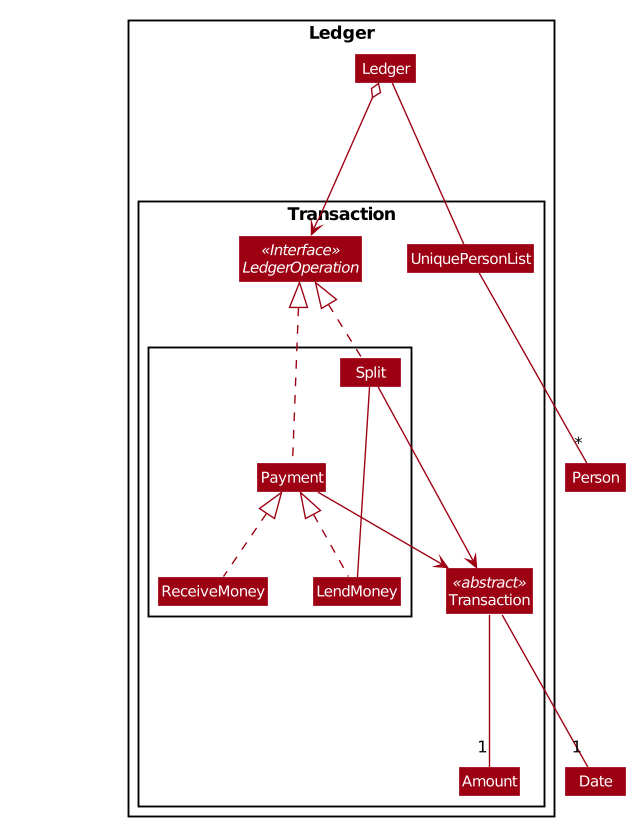 Ledger
Ledger
Transaction
«Interface»
LedgerOperation
UniquePersonList
Split
*
Payment
Person
«abstract»
Transaction
ReceiveMoney
LendMoney
1
1
Amount
Date